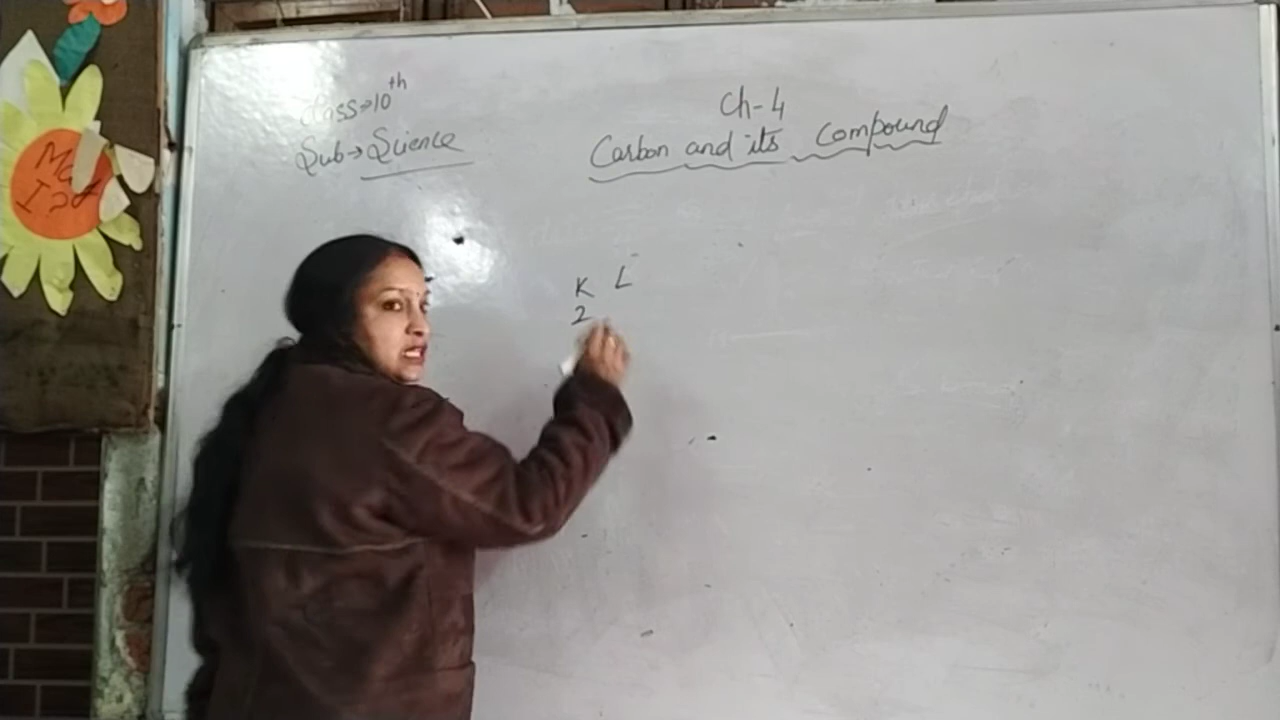 Class→10th
Sub→Science
Ch-4
Carbon and its Compound
K L
2